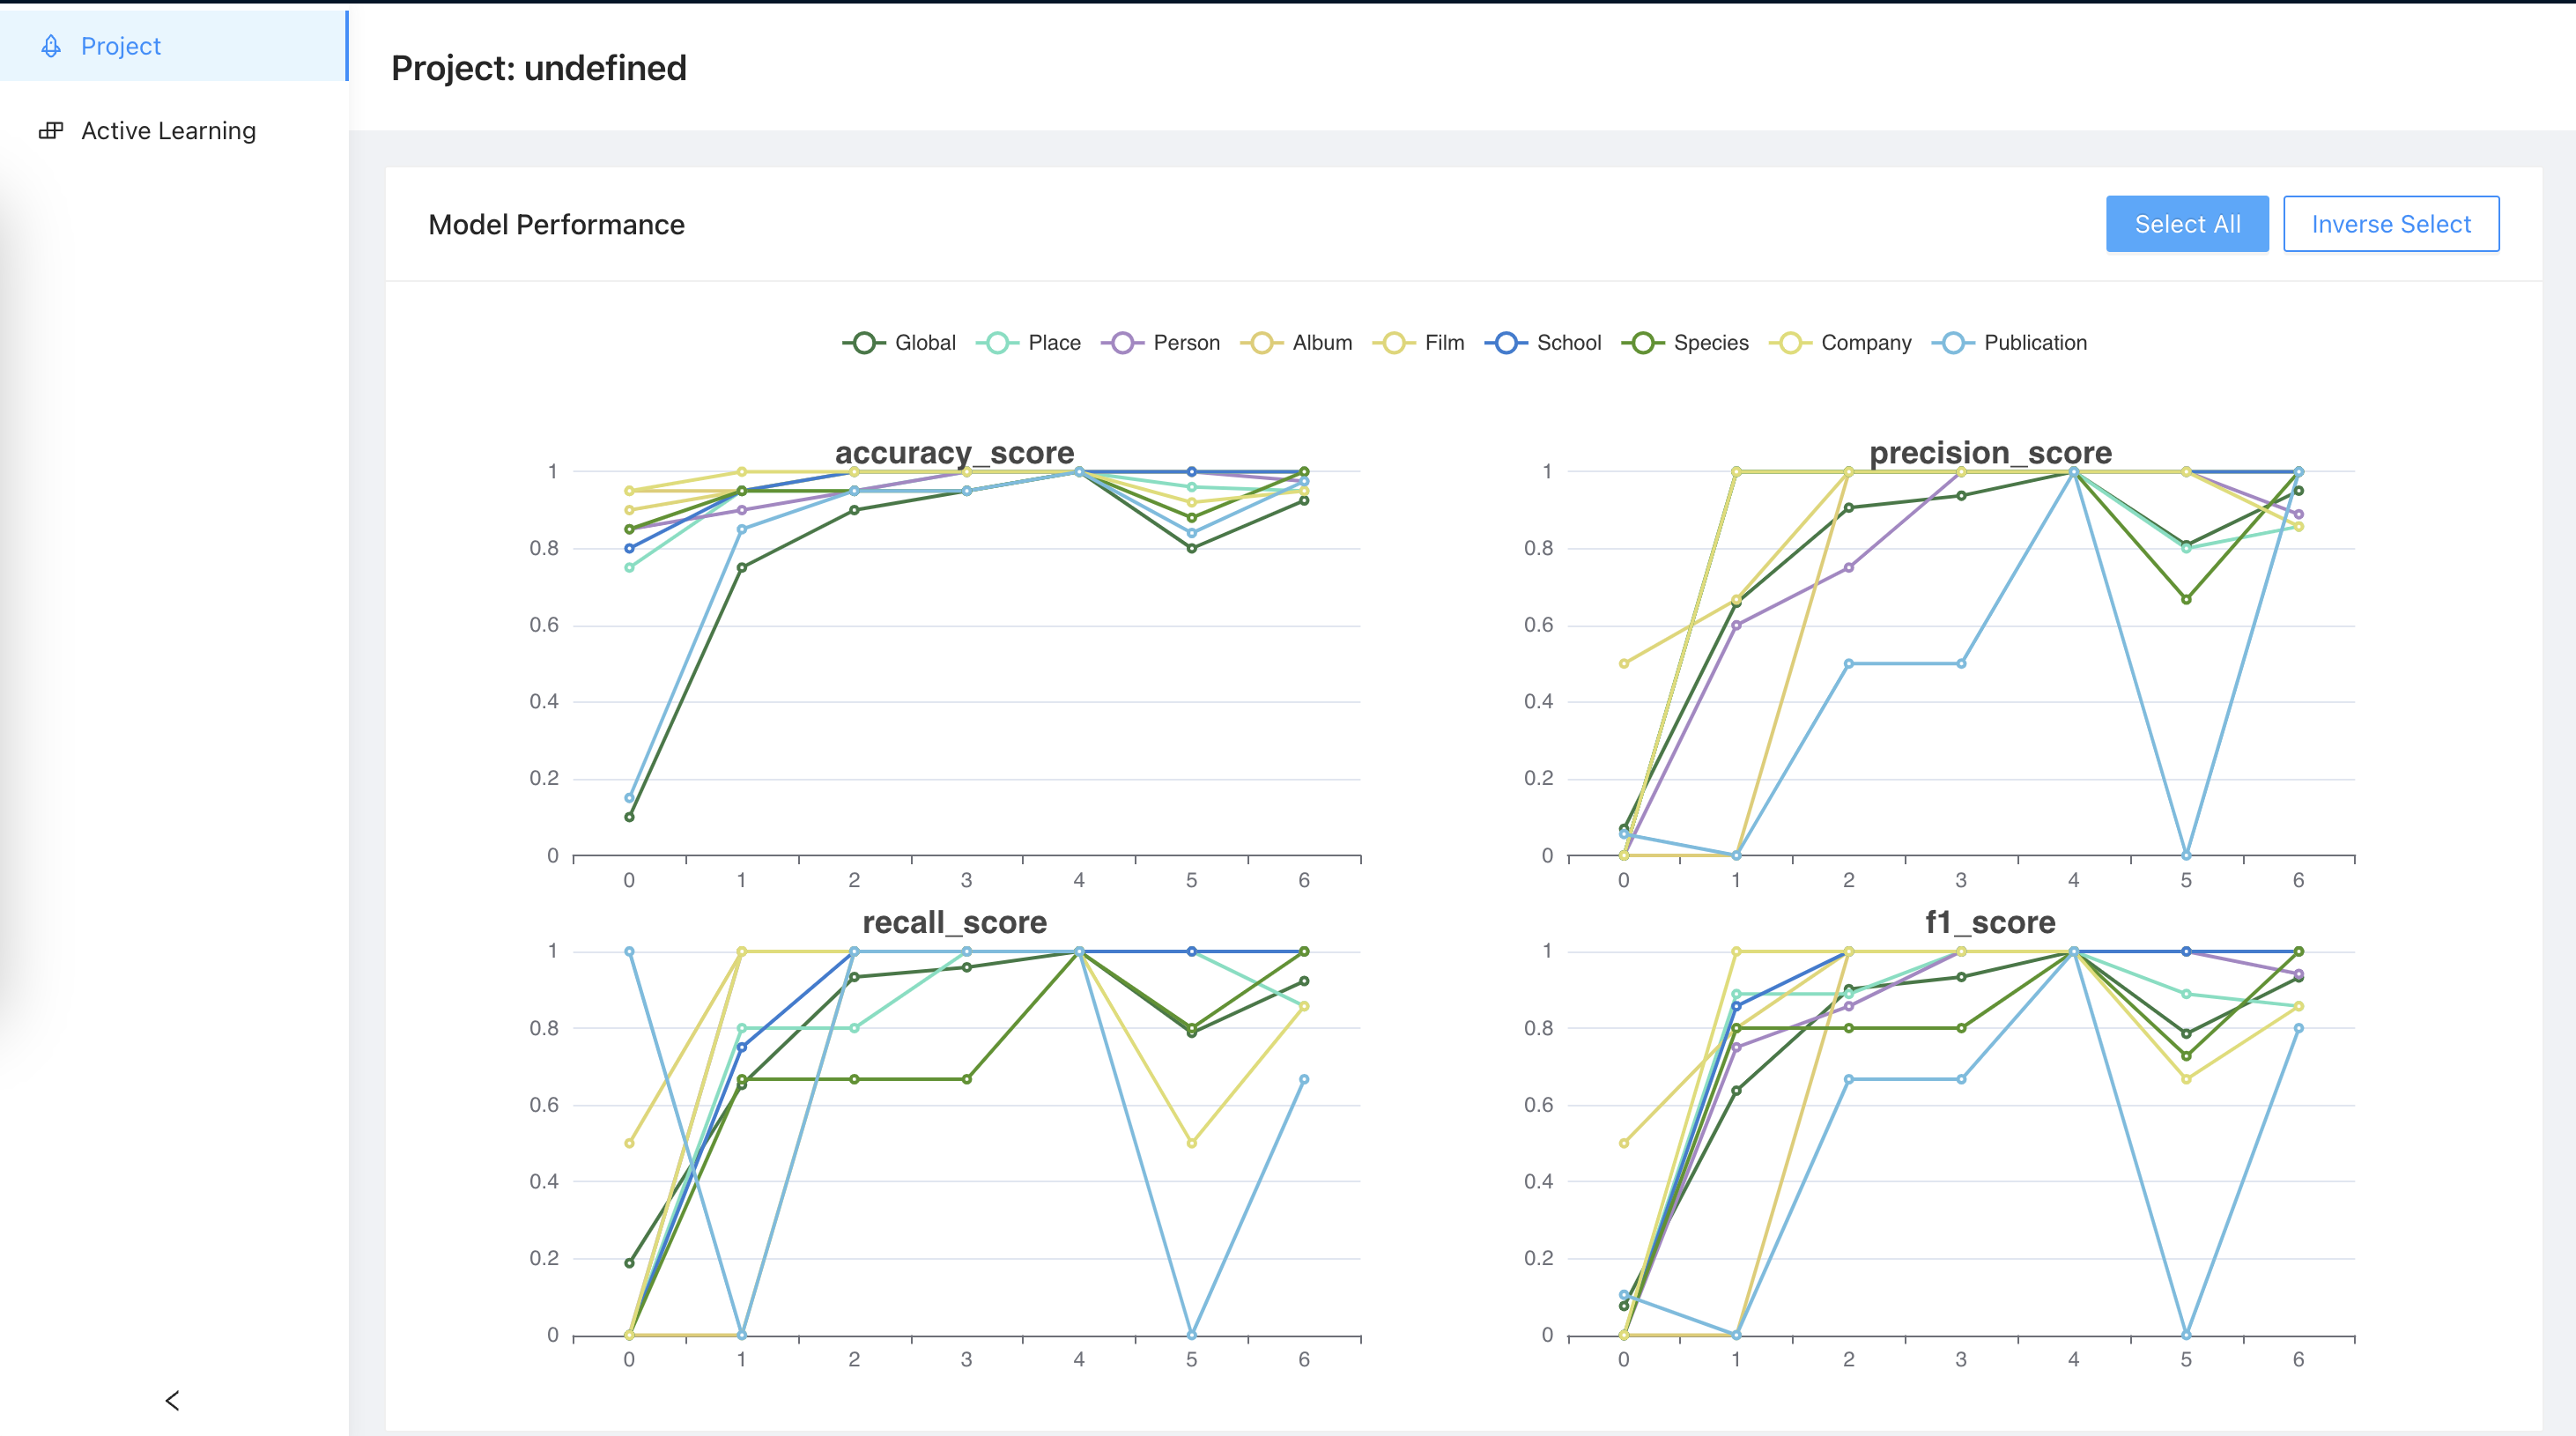 Project
Active Learning
Project: undefined
Model Performance
Select All
Inverse Select
Global Place Person Album Film School Species Company Publication
accuracy_score
1
0.8
0.6
0.4
0.2
0
0 1 2 3 4 5 6
precision_score
1
0.8
0.6
0.4
0.2
0
0 1 2 3 4 5 6
recall_score
1
0.8
0.6
0.4
0.2
0
0 1 2 3 4 5 6
f1_score
1
0.8
0.6
0.4
0.2
0
0 1 2 3 4 5 6